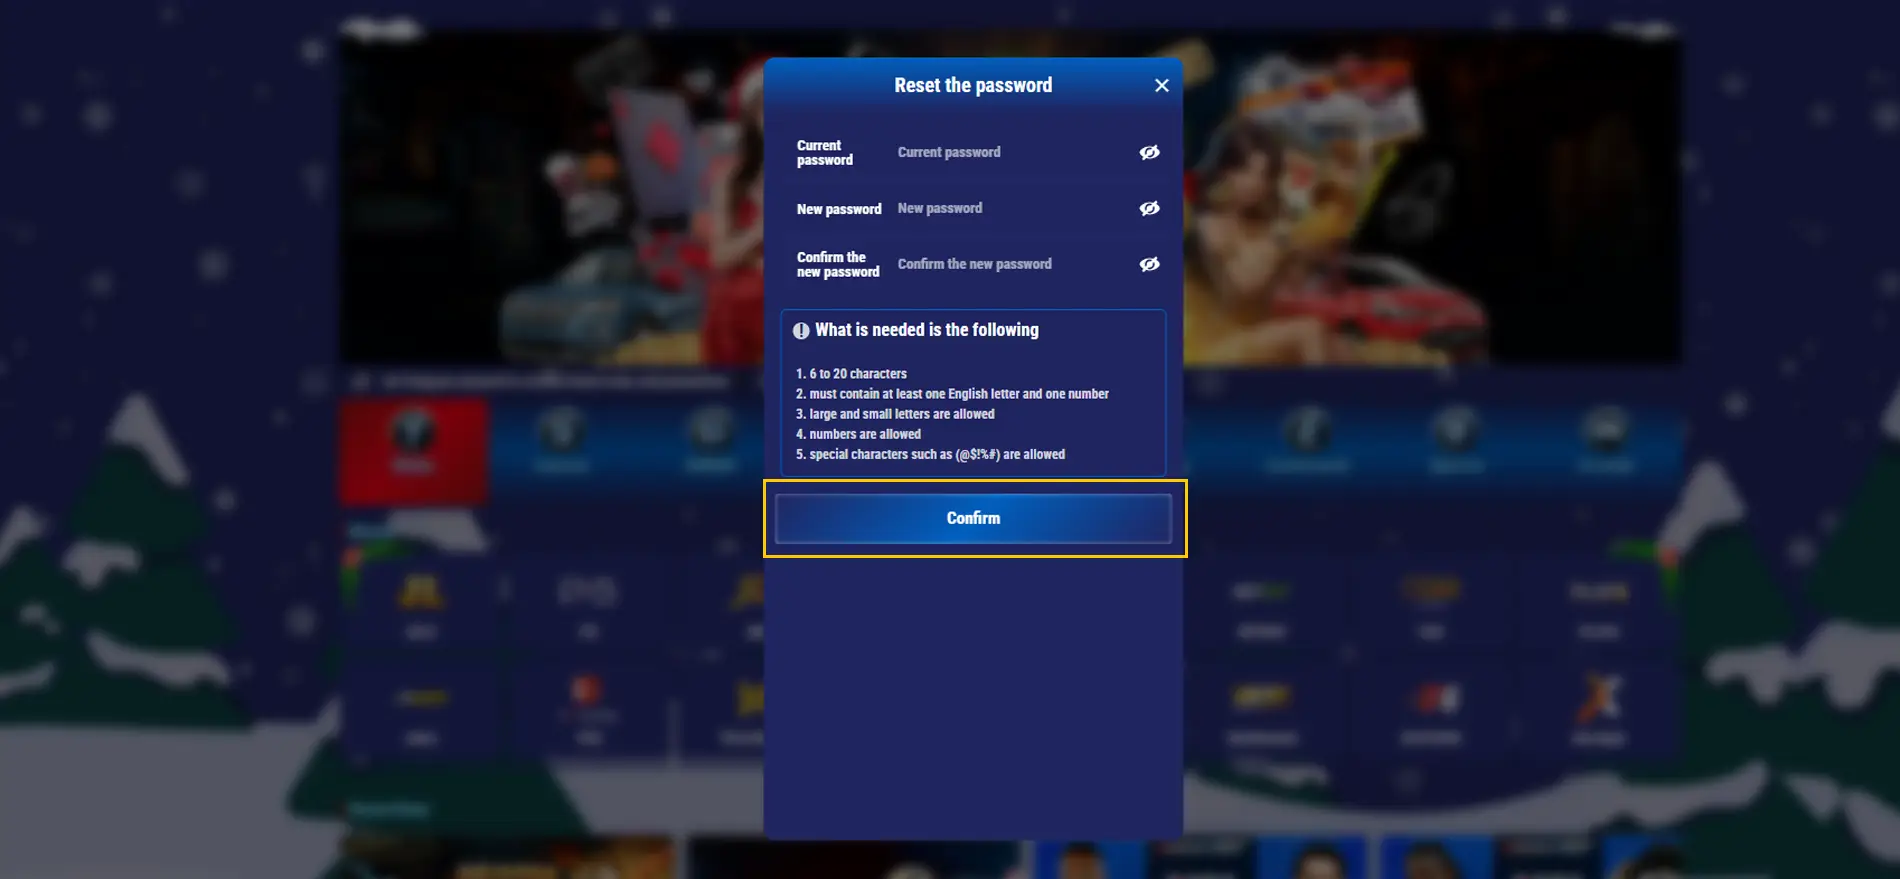 Reset the password
Current
password
Current password
New password
New password
Confirm the
new password
Confirm the new password
What is needed is the following
1. 6 to 20 characters
2. must contain at least one English letter and one number
3. large and small letters are allowed
4. numbers are allowed
5. special characters such as (@$!%#) are allowed
Confirm